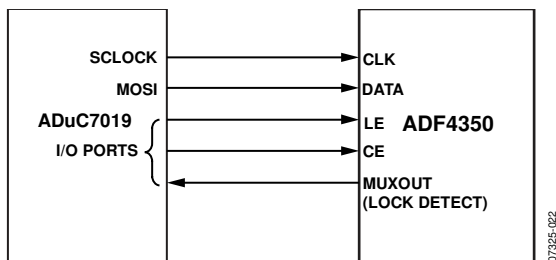 SCLOCK
MOSI
ADuC7019
I/O PORTS
CLK
DATA
LE
ADF4350
CE
MUXOUT
(LOCK DETECT)
07325-022